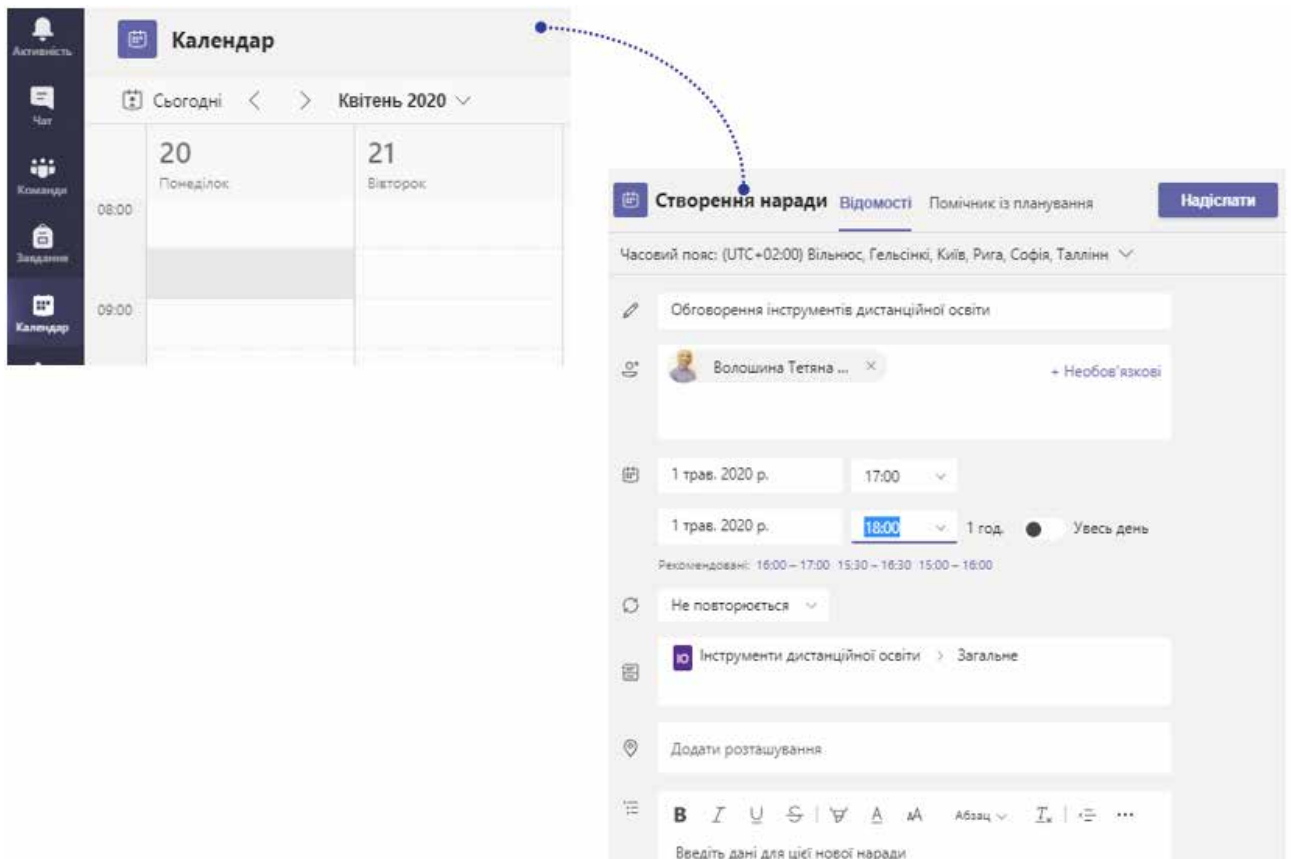 Активність
Календар
Сьогодні
Квітень 2020
Чат
20
21
Понеділок
Вівторок
Команди
08:00
Завдання
09:00
Календар
Створення наради Відомості Помічник із планування Надіслати
Часовий пояс: (UTC+02:00) Вільнюс, Гельсінкі, Київ, Рига, Софія, Таллінн
Обговорення інструментів дистанційної освіти
Волошина Тетяна ... ×
+ Необов'язкові
1 трав. 2020 р. 17:00
1 трав. 2020 р. 18:00 1 год. Увесь день
Рекомендовані: 16:00 – 17:00 15:30 – 16:30 15:00 – 16:00
Не повторюється
ІО Інструменти дистанційної освіти > Загальне
Додати розташування
B I U S A A AA Абзац Tx ...
Введіть дані для цієї нової наради